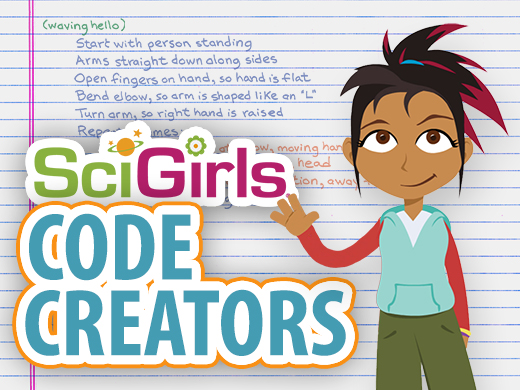 (waving hello)
Start with person standing
Arms straight down along sides
Open fingers on hand, so hand is flat
Bend elbow, so arm is shaped like an "L"
Turn arm, so right hand is raised
moving
head
SciGirls
CODE
CREATORS